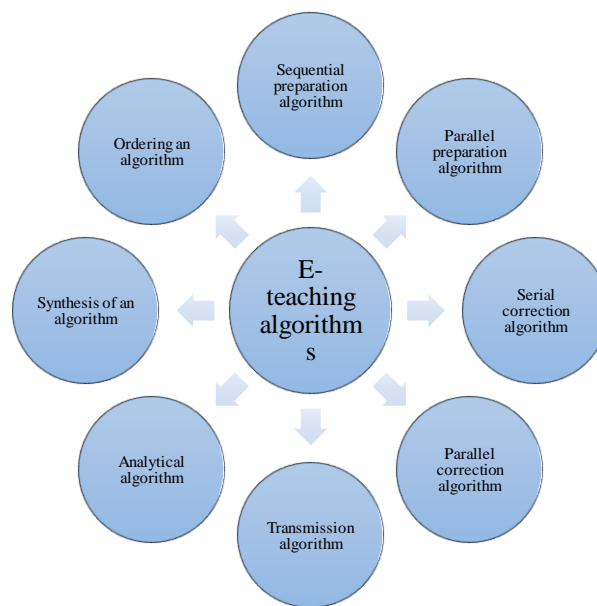 Sequential
preparation
algorithm
Parallel
preparation
algorithm
Serial
correction
algorithm
Parallel
correction
algorithm
Transmission
algorithm
Analytical
algorithm
Synthesis of an
algorithm
Ordering an
algorithm
E-
teaching
algorithm
s